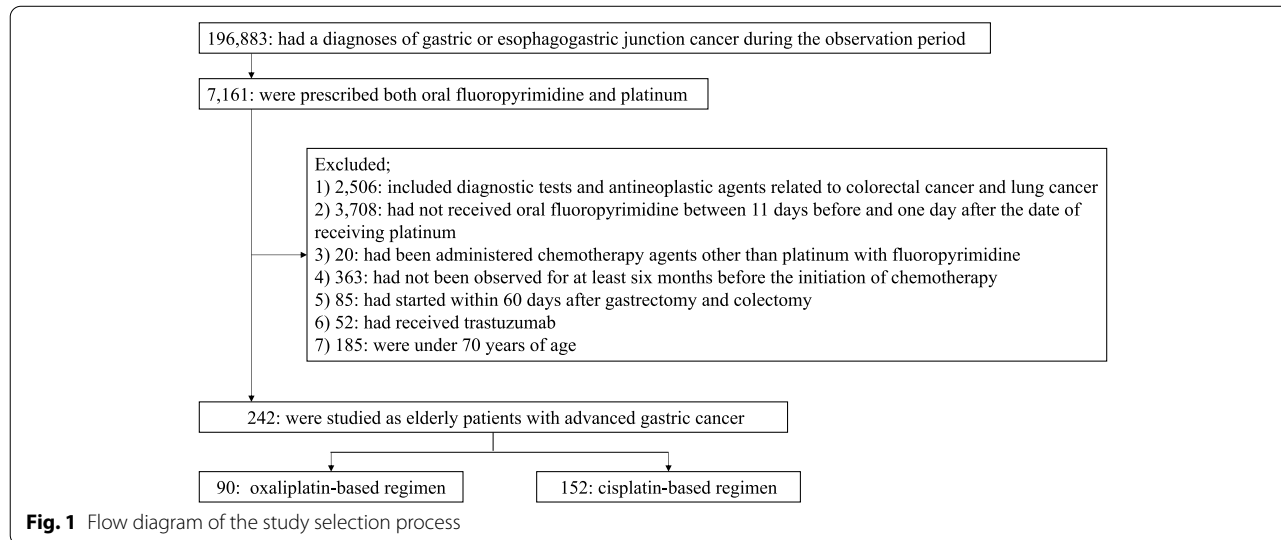 196,883: had a diagnoses of gastric or esophagogastric junction cancer during the observation period
7,161: were prescribed both oral fluoropyrimidine and platinum
Excluded;
1) 2,506: included diagnostic tests and antineoplastic agents related to colorectal cancer and lung cancer
2) 3,708: had not received oral fluoropyrimidine between 11 days before and one day after the date of
receiving platinum
3) 20: had been administered chemotherapy agents other than platinum with fluoropyrimidine
4) 363: had not been observed for at least six months before the initiation of chemotherapy
5) 85: had started within 60 days after gastrectomy and colectomy
6) 52: had received trastuzumab
7) 185: were under 70 years of age
242: were studied as elderly patients with advanced gastric cancer
90: oxaliplatin-based regimen
152: cisplatin-based regimen
Fig. 1 Flow diagram of the study selection process